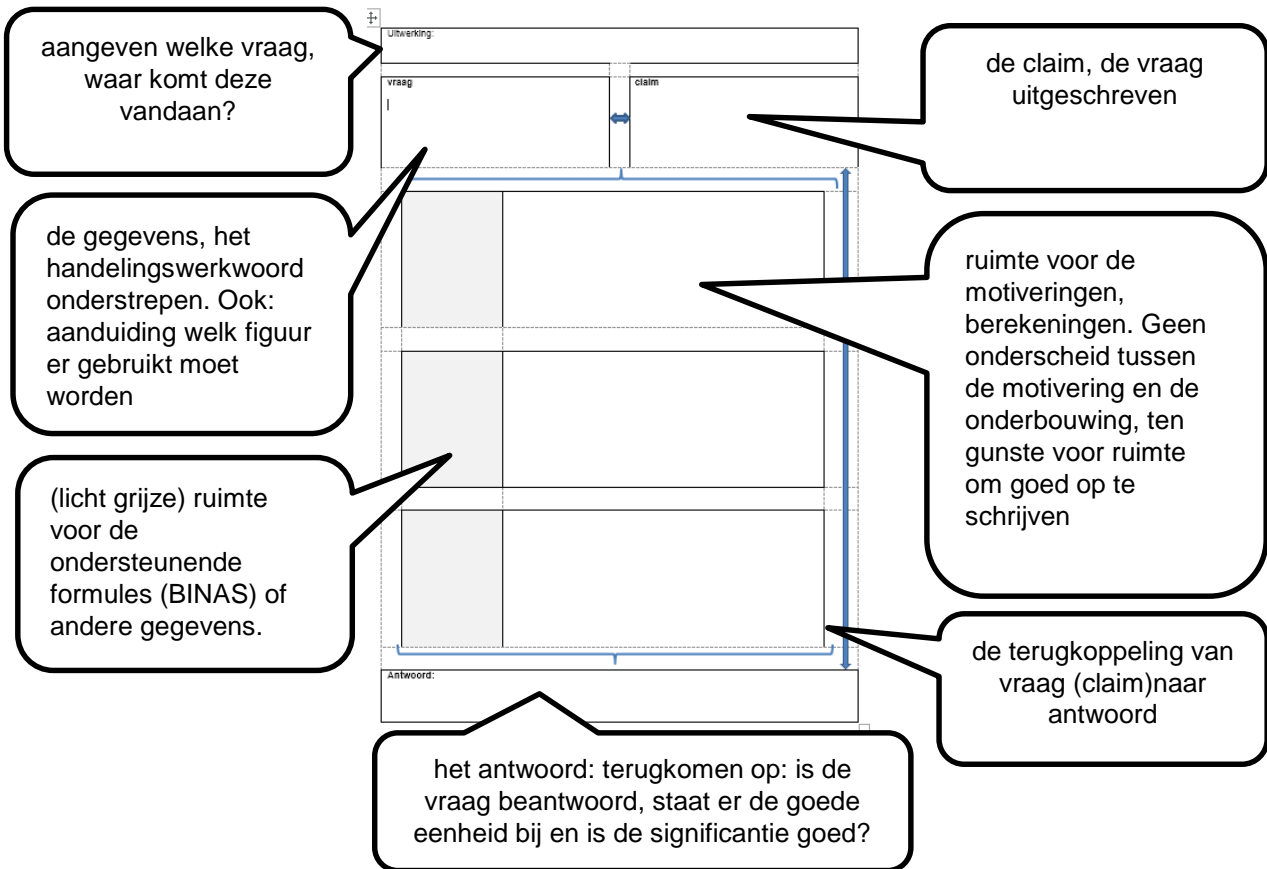 Uitwerking:
vraag
claim
Antwoord:
aangeven welke vraag,
waar komt deze
vandaan?
de claim, de vraag
uitgeschreven
de gegevens, het
handelingswerkwoord
onderstrepen. Ook:
aanduiding welk figuur
er gebruikt moet
worden
ruimte voor de
motiveringen,
berekeningen. Geen
onderscheid tussen
de motivering en de
onderbouwing, ten
gunste voor ruimte
om goed op te
schrijven
(licht grijze) ruimte
voor de
ondersteunende
formules (BINAS) of
andere gegevens.
de terugkoppeling van
vraag (claim)naar
antwoord
het antwoord: terugkomen op: is de
vraag beantwoord, staat er de goede
eenheid bij en is de significantie goed?